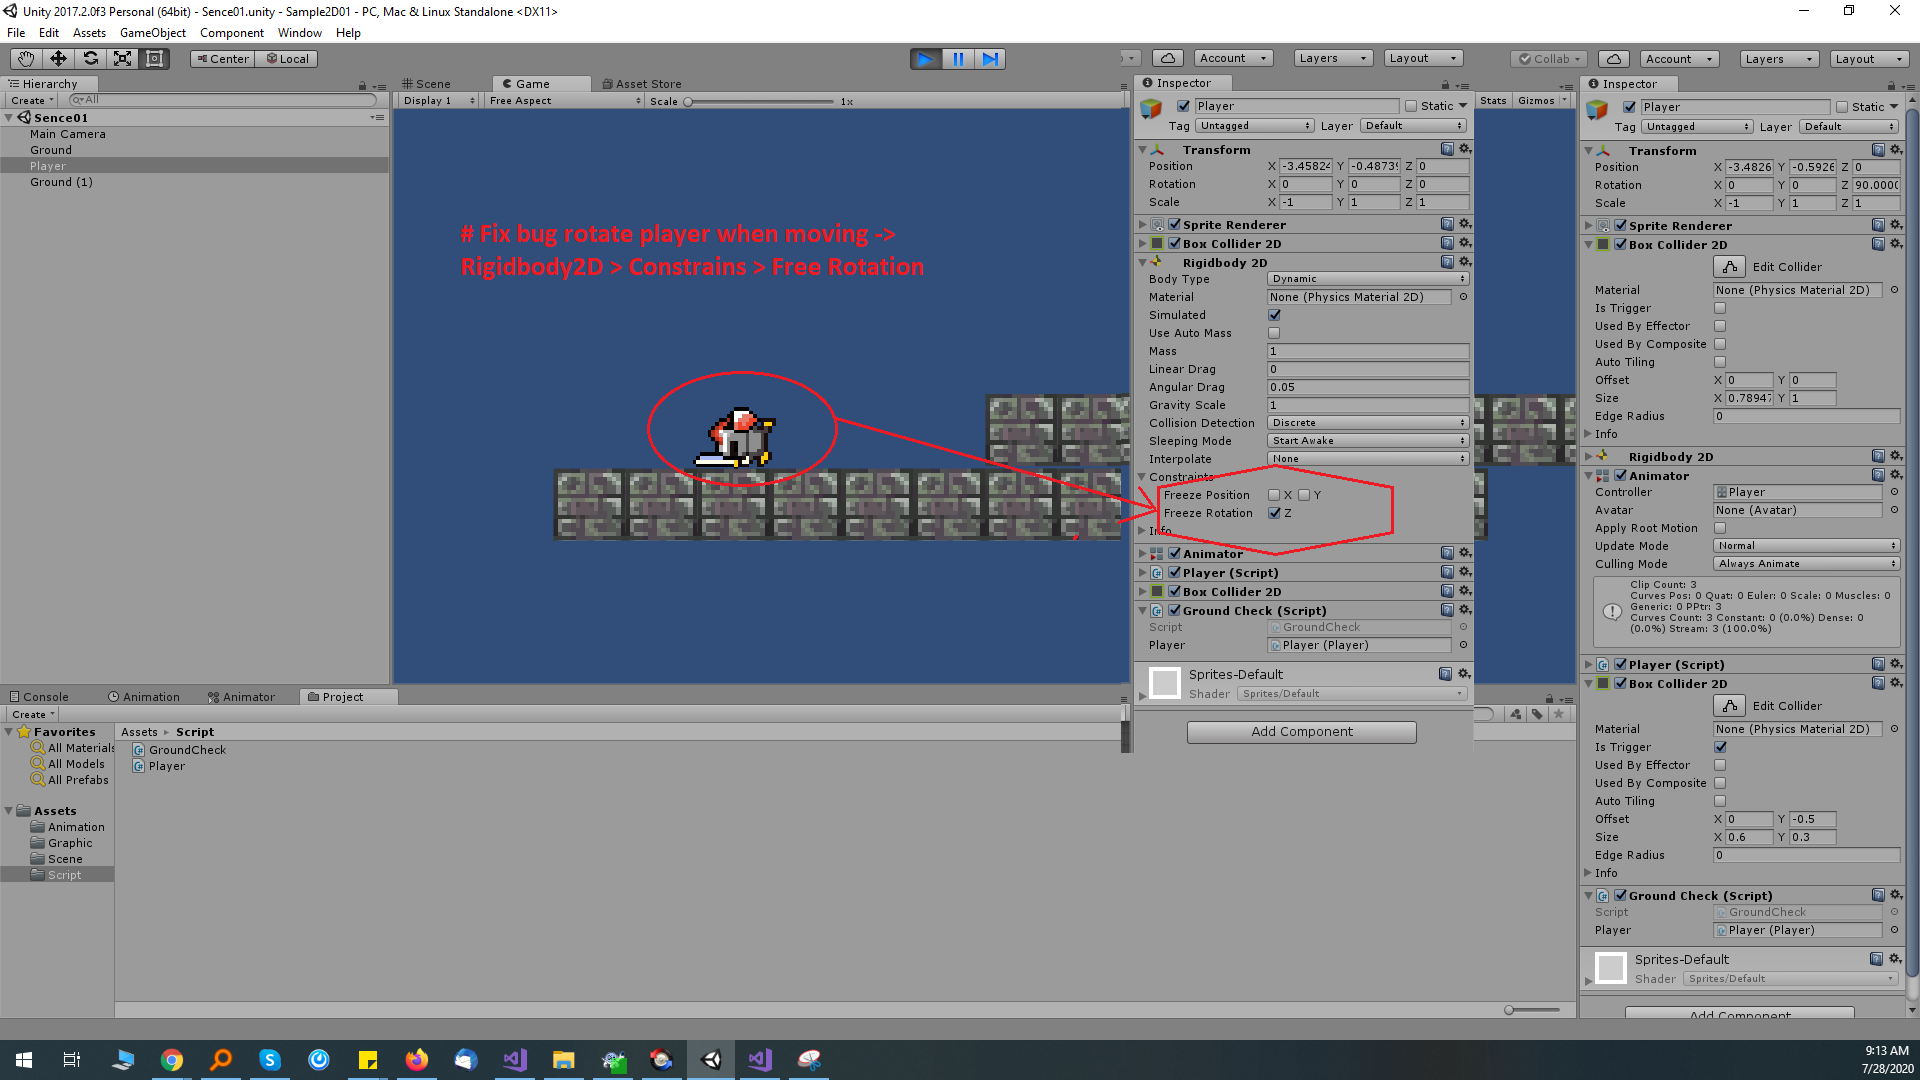 Unity 2017.2.0f3 Personal (64bit) - Sence01.unity - Sample2D01 - PC, Mac & Linux Standalone <DX11>
File Edit Assets GameObject Component Window Help
Center Local
Account Layers Layout
Collab Account Layers Layout
Hierarchy
Create All
Sence01
Main Camera
Ground
Player
Ground (1)
Scene Game Asset Store
Display 1 Free Aspect Scale 1x
Stats Gizmos
# Fix bug rotate player when moving ->
Rigidbody2D > Constrains > Free Rotation
Inspector
Player Static
Tag Untagged Layer Default
Transform
Position X -3.45824 Y -0.48739 Z 0
Rotation X 0 Y 0 Z 0
Scale X -1 Y 1 Z 1
Sprite Renderer
Box Collider 2D
Rigidbody 2D
Body Type Dynamic
Material None (Physics Material 2D)
Simulated
Use Auto Mass
Mass 1
Linear Drag 0
Angular Drag 0.05
Gravity Scale 1
Collision Detection Discrete
Sleeping Mode Start Awake
Interpolate None
Constraints
Freeze Position X Y
Freeze Rotation Z
Info
Animator
Player (Script)
Box Collider 2D
Ground Check (Script)
Script GroundCheck
Player Player (Player)
Sprites-Default
Shader Sprites/Default
Add Component
Inspector
Player Static
Tag Untagged Layer Default
Transform
Position X -3.4826 Y -0.5926 Z 0
Rotation X 0 Y 0 Z 90.000
Scale X -1 Y 1 Z 1
Sprite Renderer
Box Collider 2D
Edit Collider
Material None (Physics Material 2D)
Is Trigger
Used By Effector
Used By Composite
Auto Tiling
Offset X 0 Y 0
Size X 0.78947 Y 1
Edge Radius 0
Info
Rigidbody 2D
Animator
Controller Player
Avatar None (Avatar)
Apply Root Motion
Update Mode Normal
Culling Mode Always Animate
Clip Count: 3
Curves Pos: 0 Quat: 0 Euler: 0 Scale: 0 Muscles: 0
Generic: 0 PPtr: 3
Curves Count: 3 Constant: 0 (0.0%) Dense: 0
(0.0%) Stream: 3 (100.0%)
Player (Script)
Box Collider 2D
Edit Collider
Material None (Physics Material 2D)
Is Trigger
Used By Effector
Used By Composite
Auto Tiling
Offset X 0 Y -0.5
Size X 0.6 Y 0.3
Edge Radius 0
Info
Ground Check (Script)
Script GroundCheck
Player Player (Player)
Sprites-Default
Shader Sprites/Default
Add Component
Console Animation Animator Project
Create
Favorites
All Materials
All Models
All Prefabs
Assets
Animation
Graphic
Scene
Script
Assets Script
GroundCheck
Player
9:13 AM
7/28/2020